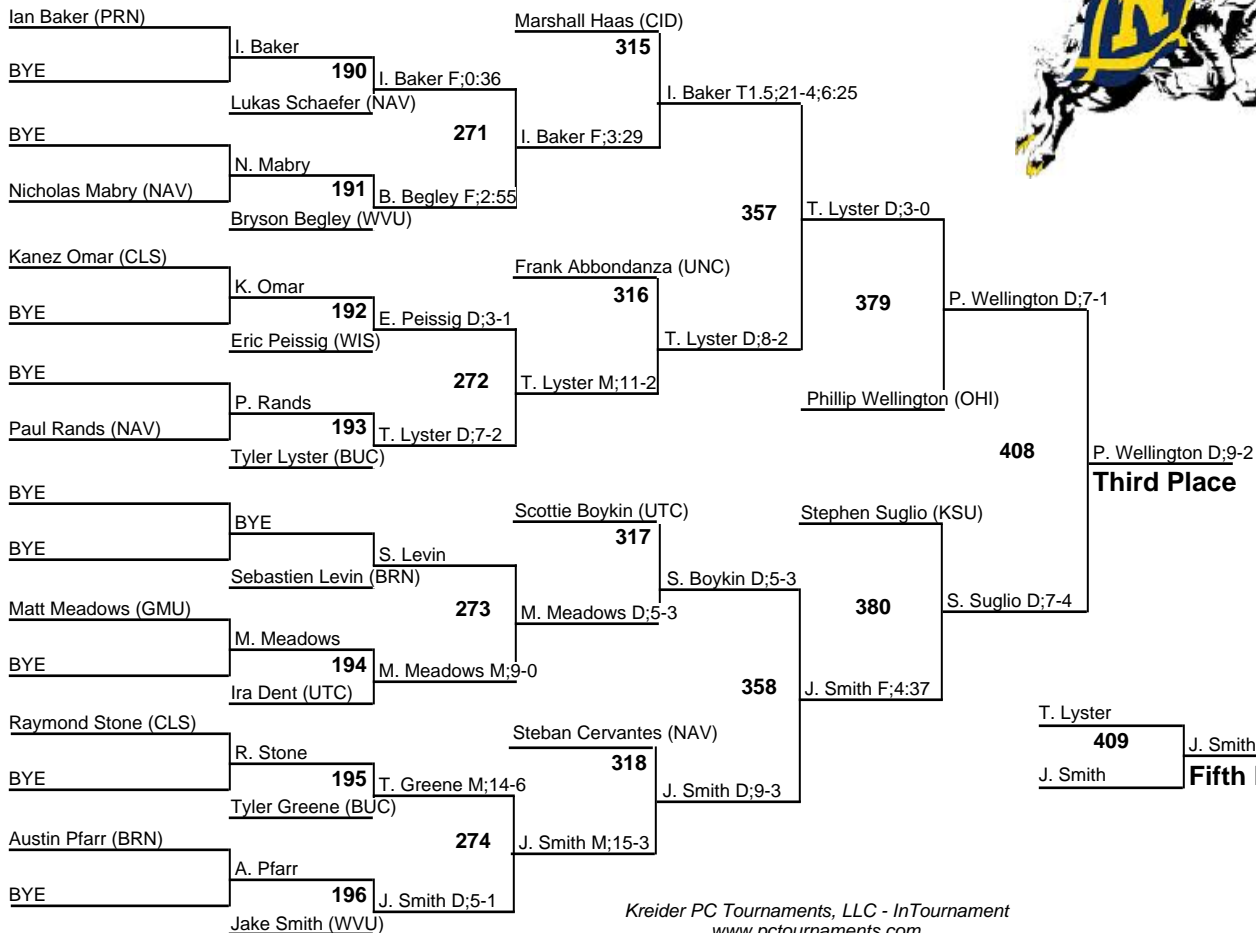 Ian Baker (PRN)
BYE
BYE
Nicholas Mabry (NAV)
Kanez Omar (CLS)
BYE
BYE
Paul Rands (NAV)
BYE
BYE
Matt Meadows (GMU)
BYE
Raymond Stone (CLS)
BYE
Austin Pfarr (BRN)
BYE
I. Baker
190
Lukas Schaefer (NAV)
N. Mabry
191
Bryson Begley (WVU)
K. Omar
192
Eric Peissig (WIS)
P. Rands
193
Tyler Lyster (BUC)
BYE
Sebastien Levin (BRN)
M. Meadows
194
Ira Dent (UTC)
R. Stone
195
Tyler Greene (BUC)
A. Pfarr
196
Jake Smith (WVU)
I. Baker F;0:36
271
B. Begley F;2:55
E. Peissig D;3-1
272
T. Lyster D;7-2
S. Levin
273
M. Meadows M;9-0
T. Greene M;14-6
274
J. Smith D;5-1
Marshall Haas (CID)
315
I. Baker F;3:29
Frank Abbondanza (UNC)
316
T. Lyster M;11-2
Scottie Boykin (UTC)
317
M. Meadows D;5-3
Steban Cervantes (NAV)
318
J. Smith M;15-3
I. Baker T1.5;21-4;6:25
357
T. Lyster D;8-2
S. Boykin D;5-3
358
J. Smith D;9-3
T. Lyster D;3-0
379
Phillip Wellington (OHI)
Stephen Suglio (KSU)
380
J. Smith F;4:37
P. Wellington D;7-1
408
S. Suglio D;7-4
P. Wellington D;9-2
Third Place
T. Lyster
409
J. Smith
J. Smith
Fifth
Kreider PC Tournaments, LLC - InTournament
www.pctournaments.com
N